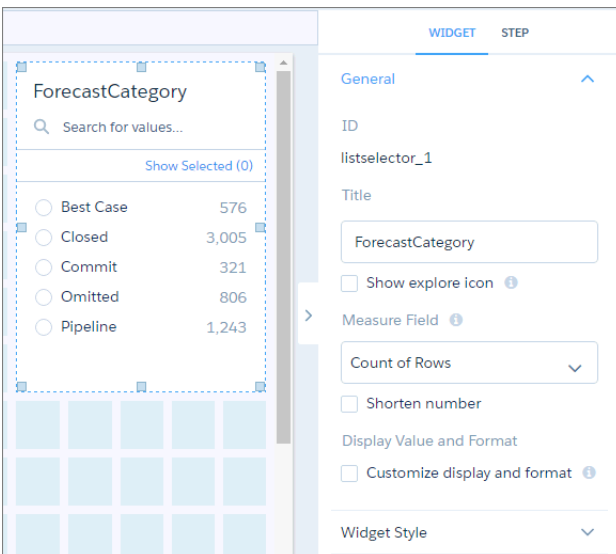 ForecastCategory
Search for values...
Show Selected (0)
Best Case 576
Closed 3,005
Commit 321
Omitted 806
Pipeline 1,243
WIDGET STEP
General
ID
listselector_1
Title
ForecastCategory
Show explore icon
Measure Field
Count of Rows
Shorten number
Display Value and Format
Customize display and format
Widget Style